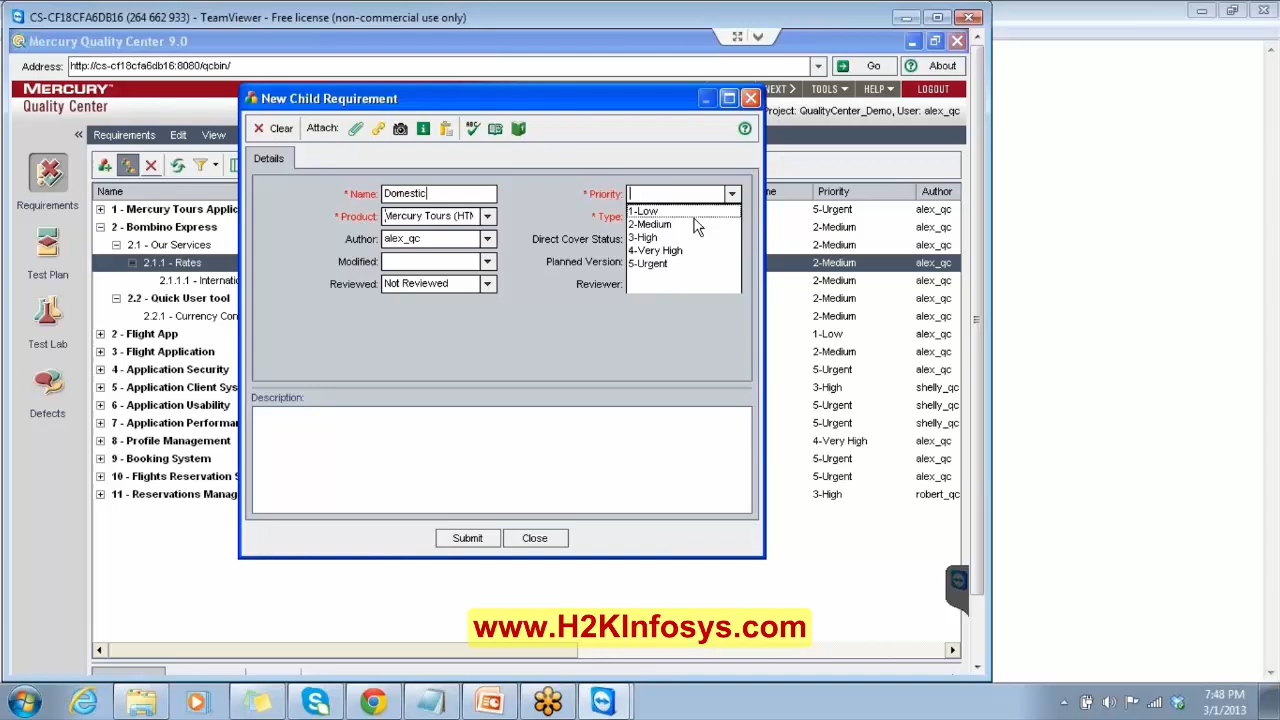 CS-CF18CFA6DB16 (264 662 933) - TeamViewer - Free license (non-commercial use only)
Mercury Quality Center 9.0
Address: http://cs-cf18cfa6db16:8080/qcbin/ Go About
MERCURY™ NEXT TOOLS HELP LOGOUT
Quality Center
Project: QualityCenter_Demo, User: alex_qc
New Child Requirement
Clear Attach:
Requirements Edit View
Details
Name Priority Author
Requirements
Test Plan
Test Lab
Defects
1 - Mercury Tours Applic 5-Urgent alex_qc
2 - Bombino Express 2-Medium alex_qc
2.1 - Our Services 2-Medium alex_qc
2.1.1 - Rates 2-Medium alex_qc
2.1.1.1 - Internati 2-Medium alex_qc
2.2 - Quick User tool 2-Medium alex_qc
2.2.1 - Currency Con 2-Medium alex_qc
2 - Flight App 1-Low alex_qc
3 - Flight Application 2-Medium alex_qc
4 - Application Security 5-Urgent alex_qc
5 - Application Client Sys 3-High shelly_qc
6 - Application Usability 5-Urgent shelly_qc
7 - Application Performa 5-Urgent shelly_qc
8 - Profile Management 4-Very High alex_qc
9 - Booking System 5-Urgent alex_qc
10 - Flights Reservation S 5-Urgent alex_qc
11 - Reservations Manag 3-High robert_qc
* Name: Domestic * Priority:
* Product: Mercury Tours (HTM * Type:
Author: alex_qc Direct Cover Status:
Modified: Planned Version:
Reviewed: Not Reviewed Reviewer:
1-Low
2-Medium
3-High
4-Very High
5-Urgent
Description:
Submit Close
www.H2KInfosys.com
7:48 PM
3/1/2013